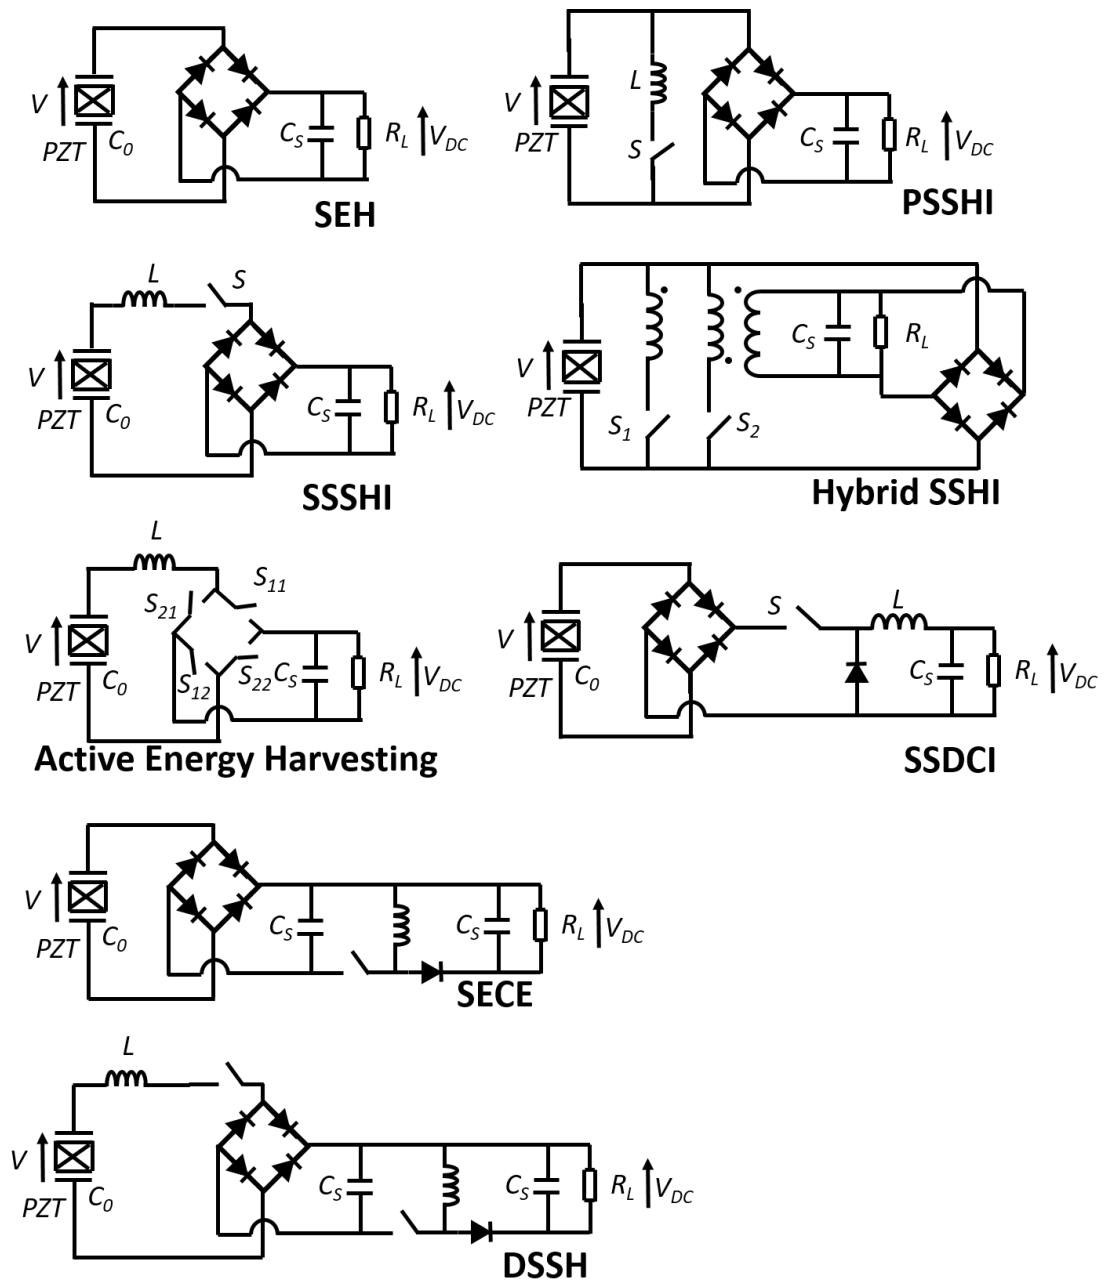 V
PZT
C0
CS
RL
VDC
SEH
V
PZT
L
S
CS
RL
VDC
PSSHI
L
S
V
PZT
C0
CS
RL
VDC
SSSHI
V
PZT
S1
S2
CS
RL
Hybrid SSHI
L
S11
S21
V
PZT
C0
S12
S22
CS
RL
VDC
Active Energy Harvesting
V
PZT
C0
S
L
CS
RL
VDC
SSDCI
V
PZT
C0
CS
CS
RL
VDC
SECE
L
V
PZT
C0
CS
CS
RL
VDC
DSSH